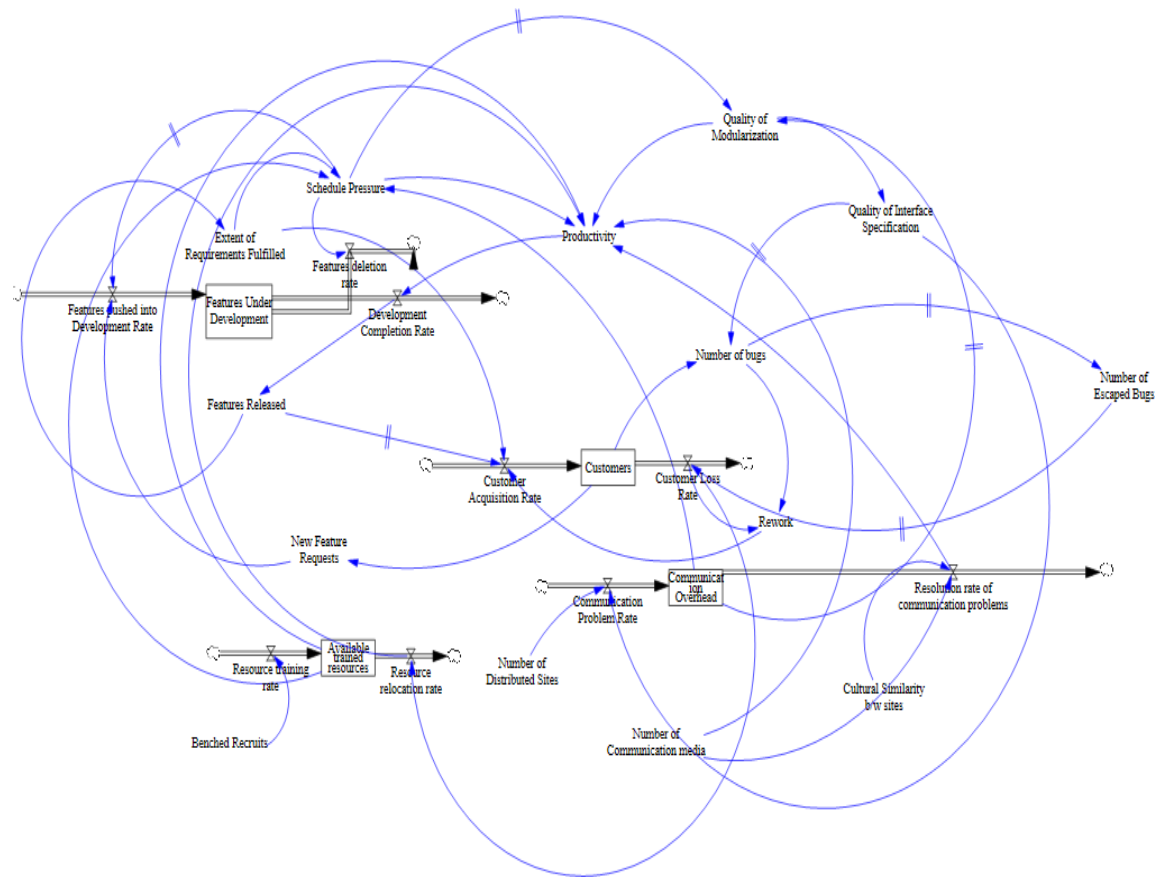 Quality of
Modularization
Schedule Pressure
Quality of Interface
Specification
Extent of
Requirements Fulfilled
Productivity
Features deletion
rate
Features Pushed into
Development Rate
Features Under
Development
Development
Completion Rate
Number of bugs
Number of
Escaped Bugs
Features Released
Customers
Customer
Acquisition Rate
Customer Loss
Rate
Rework
New Feature
Requests
Communicat
ion
Overhead
Communication
Problem Rate
Resolution rate of
communication problems
Available
trained
resources
Resource training
rate
Resource
relocation rate
Number of
Distributed Sites
Cultural Similarity
b/w sites
Benched Recruits
Number of
Communication media